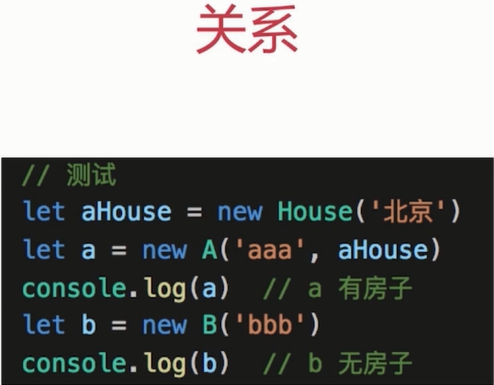 关系
// 测试
let aHouse = new House('北京')
let a = new A('aaa', aHouse)
console.log(a)  // a 有房子
let b = new B('bbb')
console.log(b)  // b 无房子